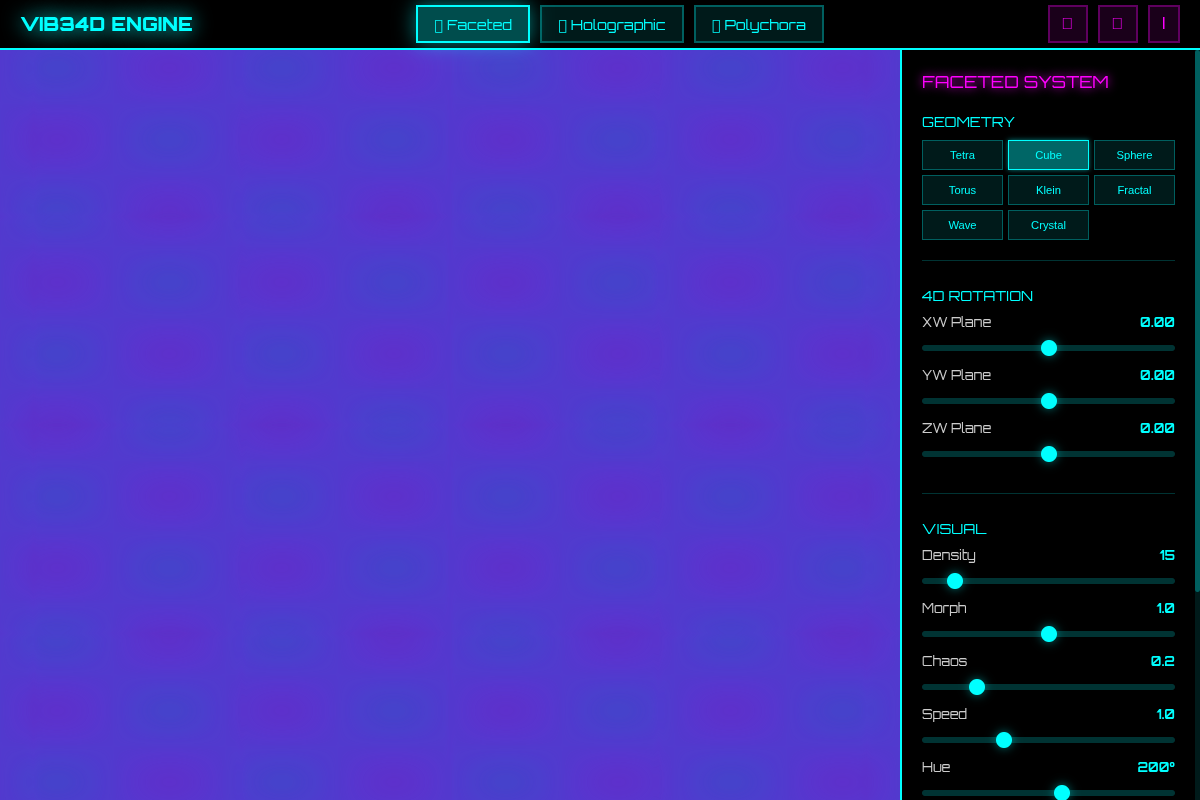 VIB34D ENGINE
Faceted
Holographic
Polychora
FACETED SYSTEM
GEOMETRY
Tetra
Cube
Sphere
Torus
Klein
Fractal
Wave
Crystal
4D ROTATION
XW Plane 0.00
YW Plane 0.00
ZW Plane 0.00
VISUAL
Density 15
Morph 1.0
Chaos 0.2
Speed 1.0
Hue 200°